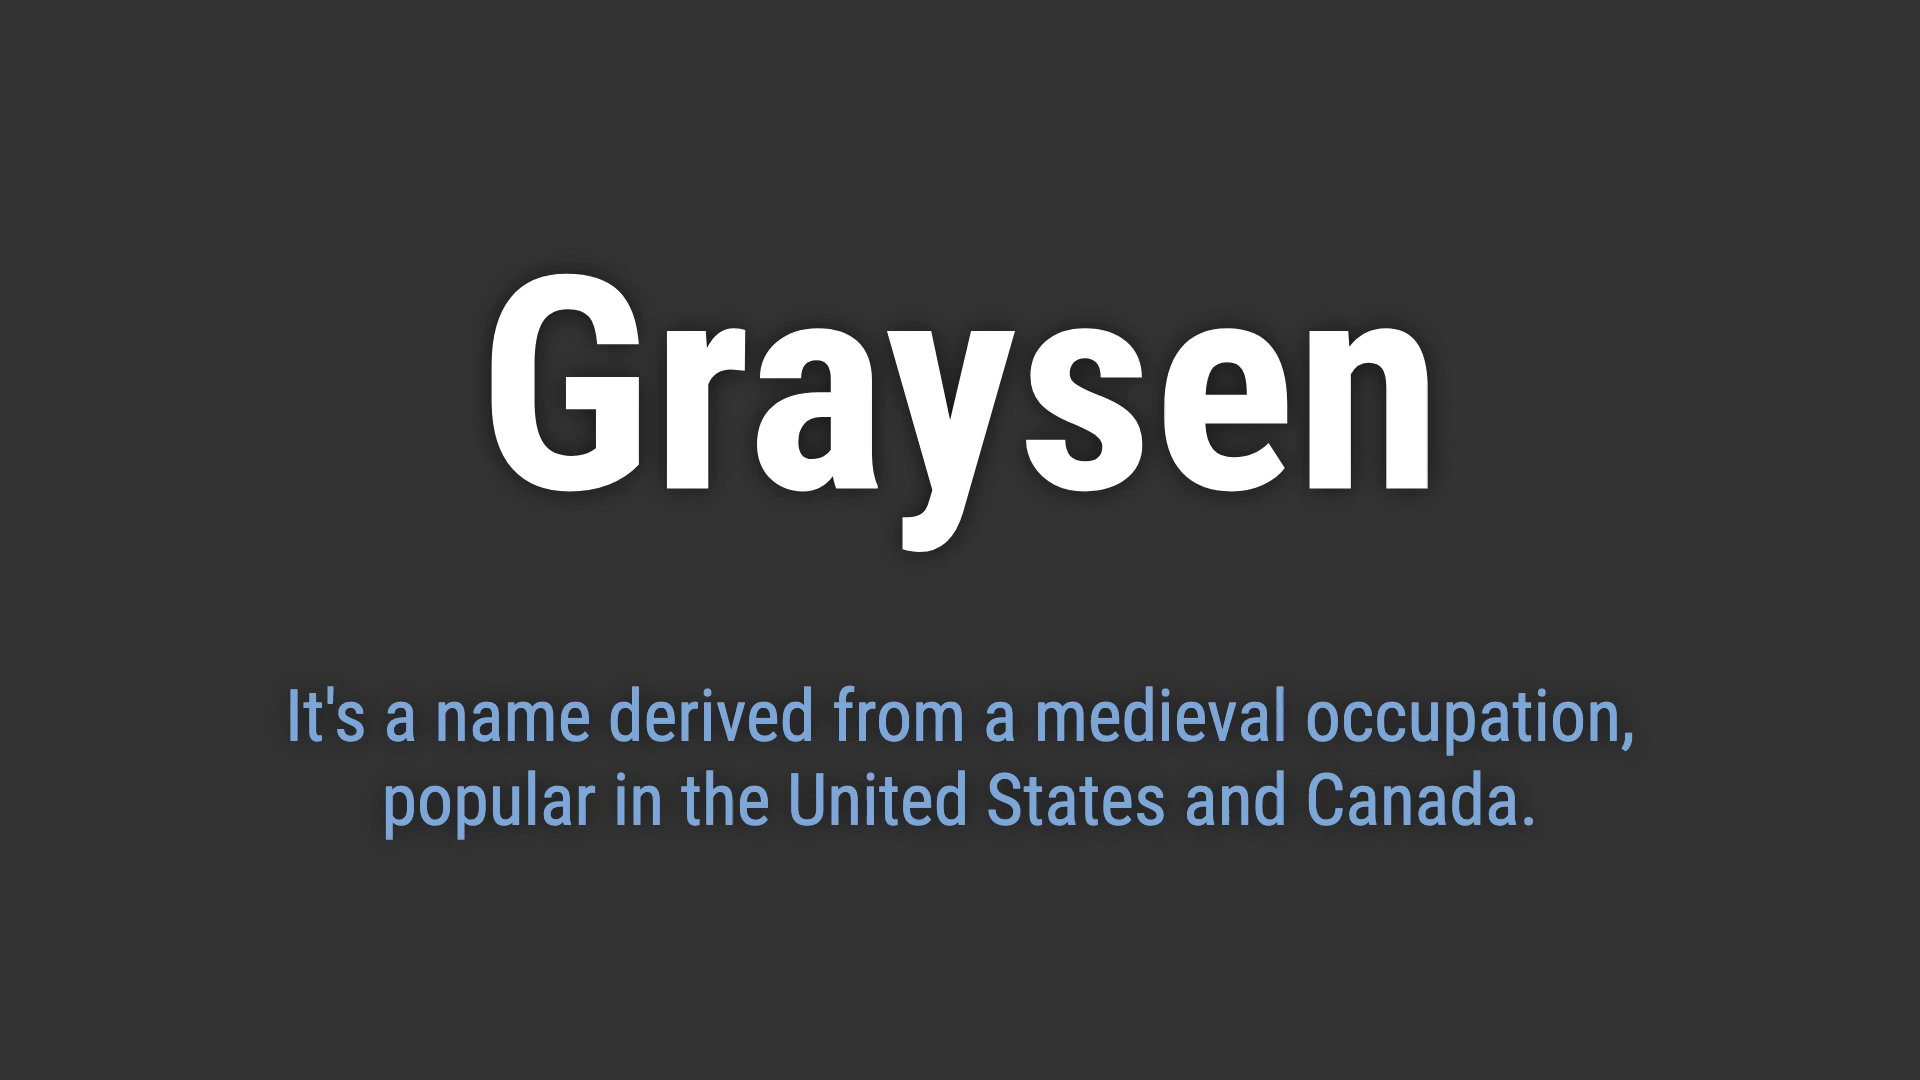 Graysen
It's a name derived from a medieval occupation,
popular in the United States and Canada.